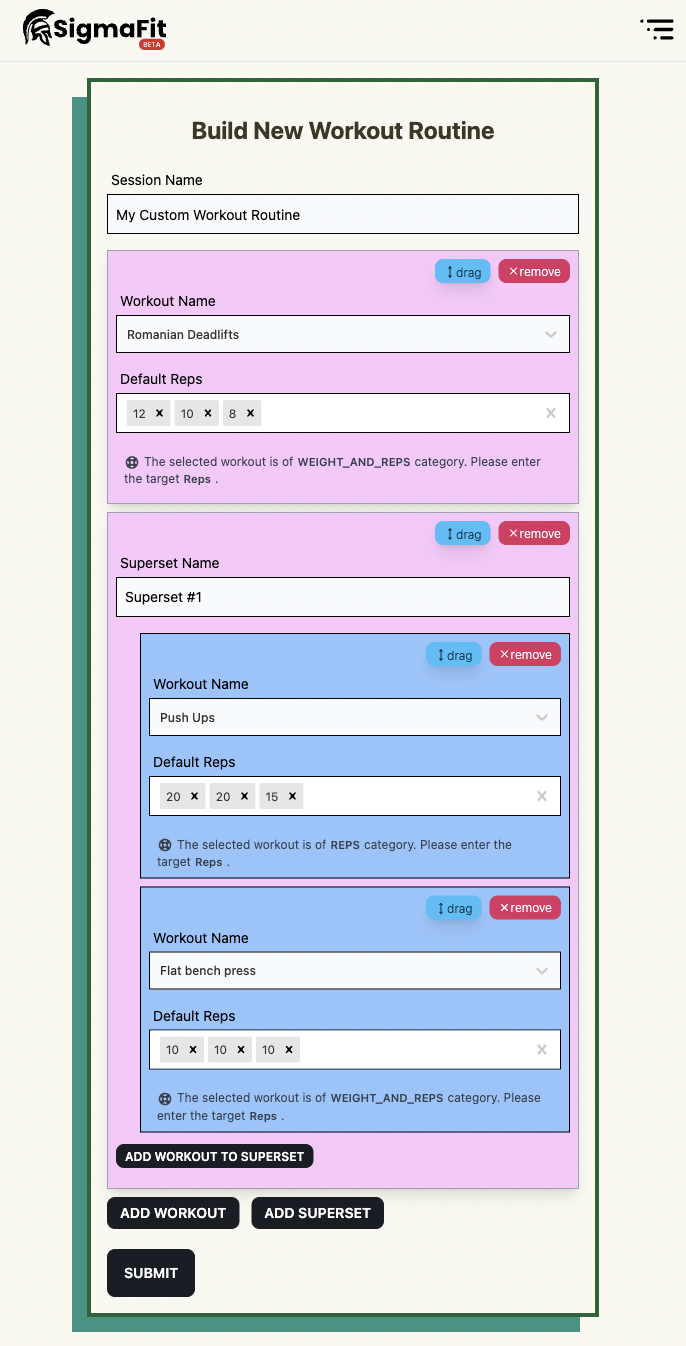 SigmaFit
BETA
Build New Workout Routine
Session Name
My Custom Workout Routine
drag
remove
Workout Name
Romanian Deadlifts
Default Reps
12 × 10 × 8 ×
The selected workout is of WEIGHT_AND_REPS category. Please enter
the target Reps .
drag
remove
Superset Name
Superset #1
drag
remove
Workout Name
Push Ups
Default Reps
20 × 20 × 15 ×
The selected workout is of REPS category. Please enter the
target Reps .
drag
remove
Workout Name
Flat bench press
Default Reps
10 × 10 × 10 ×
The selected workout is of WEIGHT_AND_REPS category. Please
enter the target Reps .
ADD WORKOUT TO SUPERSET
ADD WORKOUT
ADD SUPERSET
SUBMIT